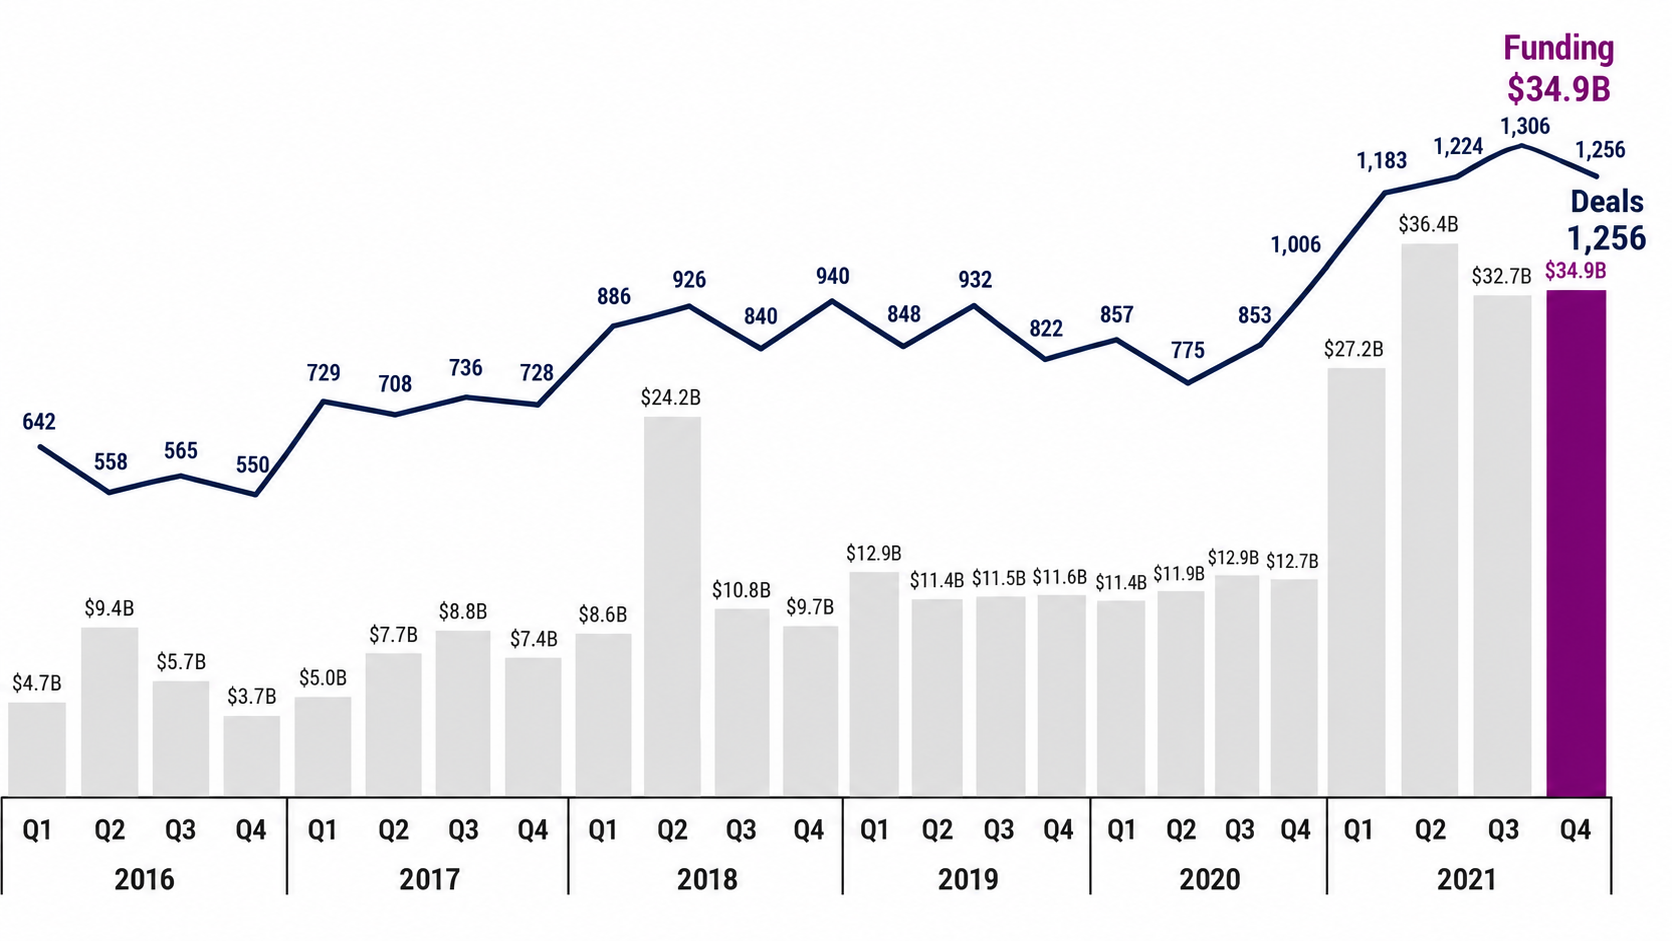 Funding
$34.9B
1,306
1,183 1,224 1,256
Deals
1,256
1,006
642 558 565 550 729 708 736 728 886 926 840 940 848 932 822 857 775 853
$4.7B $9.4B $5.7B $3.7B $5.0B $7.7B $8.8B $7.4B $8.6B $24.2B $10.8B $9.7B $12.9B $11.4B $11.5B $11.6B $11.4B $11.9B $12.9B $12.7B $27.2B $36.4B $32.7B $34.9B
Q1 Q2 Q3 Q4 Q1 Q2 Q3 Q4 Q1 Q2 Q3 Q4 Q1 Q2 Q3 Q4 Q1 Q2 Q3 Q4 Q1 Q2 Q3 Q4
2016 2017 2018 2019 2020 2021